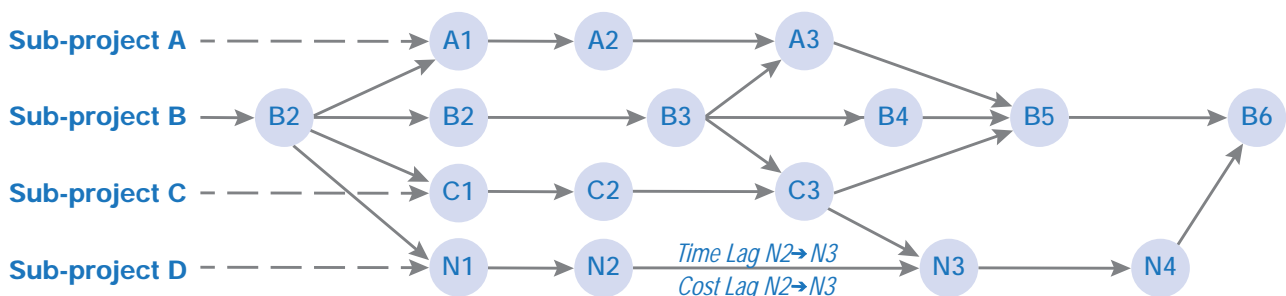 Sub-project A A1 A2 A3
Sub-project B B2 B2 B3 B4 B5 B6
Sub-project C C1 C2 C3
Time Lag N2➔N3
Sub-project D N1 N2 N3 N4
Cost Lag N2➔N3